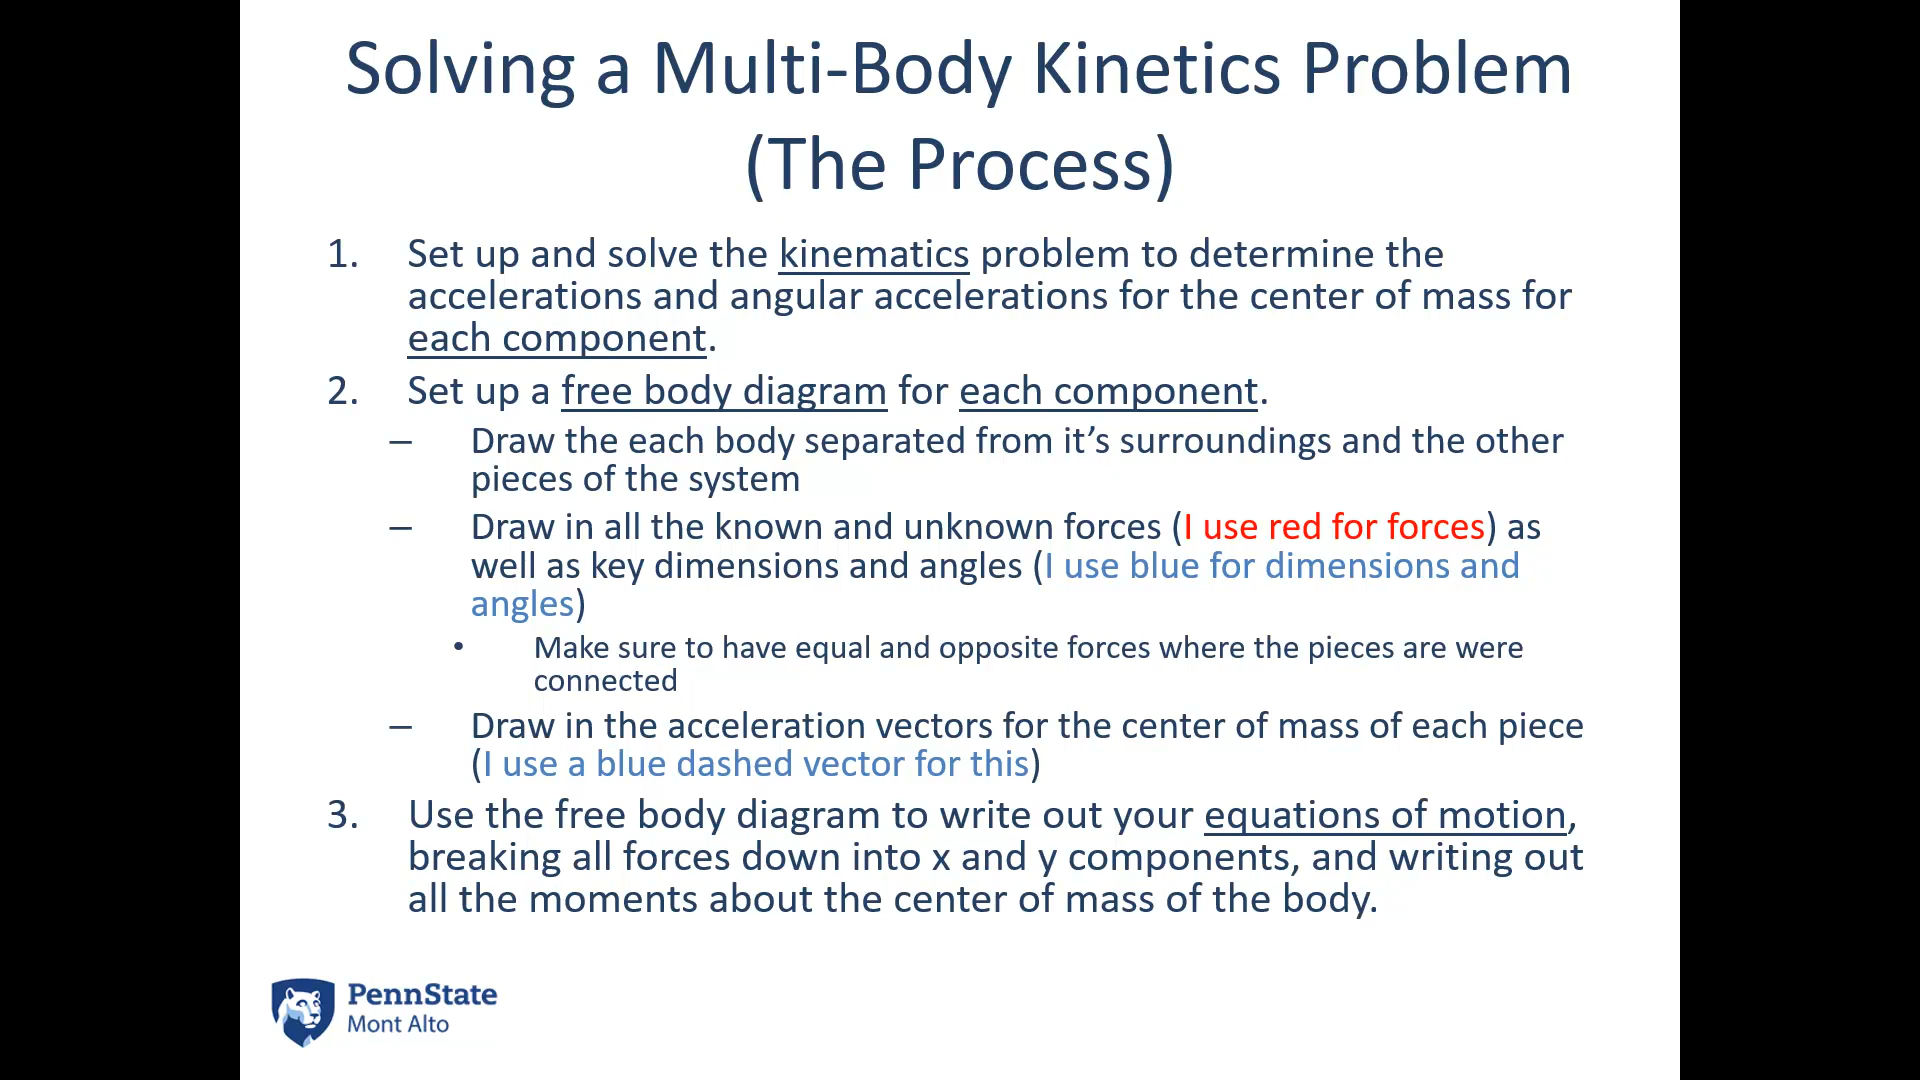 Solving a Multi-Body Kinetics Problem
(The Process)
1. Set up and solve the kinematics problem to determine the
accelerations and angular accelerations for the center of mass for
each component.
2. Set up a free body diagram for each component.
– Draw the each body separated from it’s surroundings and the other
pieces of the system
– Draw in all the known and unknown forces (I use red for forces) as
well as key dimensions and angles (I use blue for dimensions and
angles)
• Make sure to have equal and opposite forces where the pieces are were
connected
– Draw in the acceleration vectors for the center of mass of each piece
(I use a blue dashed vector for this)
3. Use the free body diagram to write out your equations of motion,
breaking all forces down into x and y components, and writing out
all the moments about the center of mass of the body.
PennState
Mont Alto